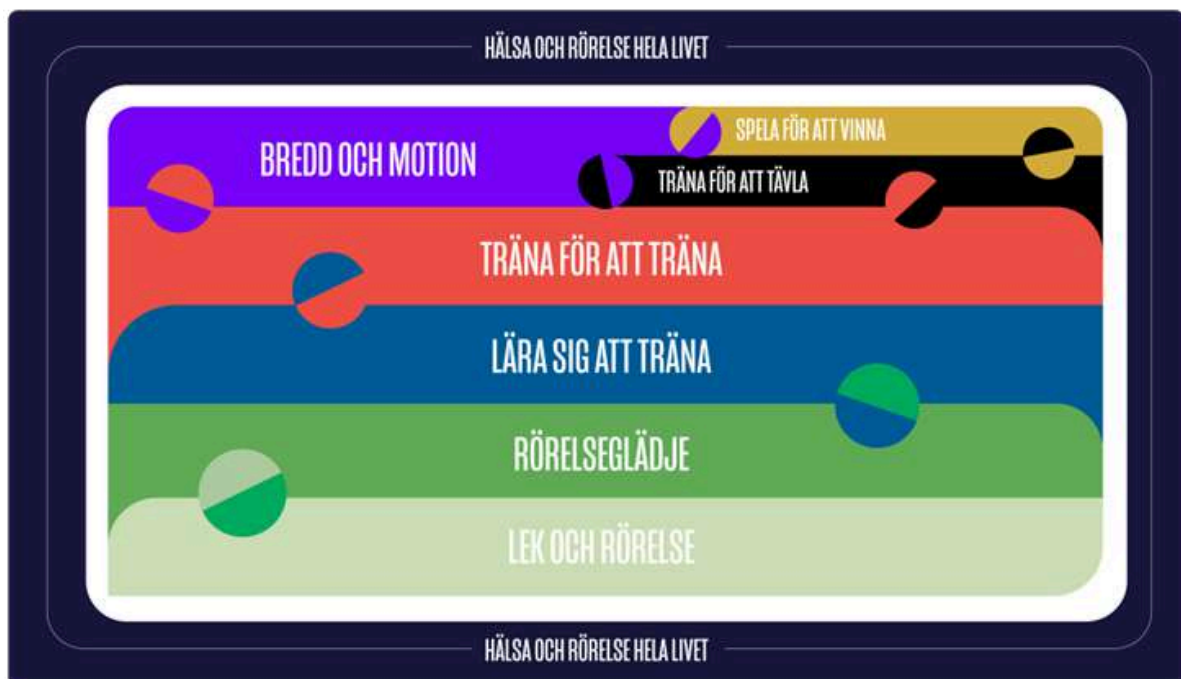 HÄLSA OCH RÖRELSE HELA LIVET
SPELA FÖR ATT VINNA
BREDD OCH MOTION
TRÄNA FÖR ATT TÄVLA
TRÄNA FÖR ATT TRÄNA
LÄRA SIG ATT TRÄNA
RÖRELSEGLÄDJE
LEK OCH RÖRELSE
HÄLSA OCH RÖRELSE HELA LIVET